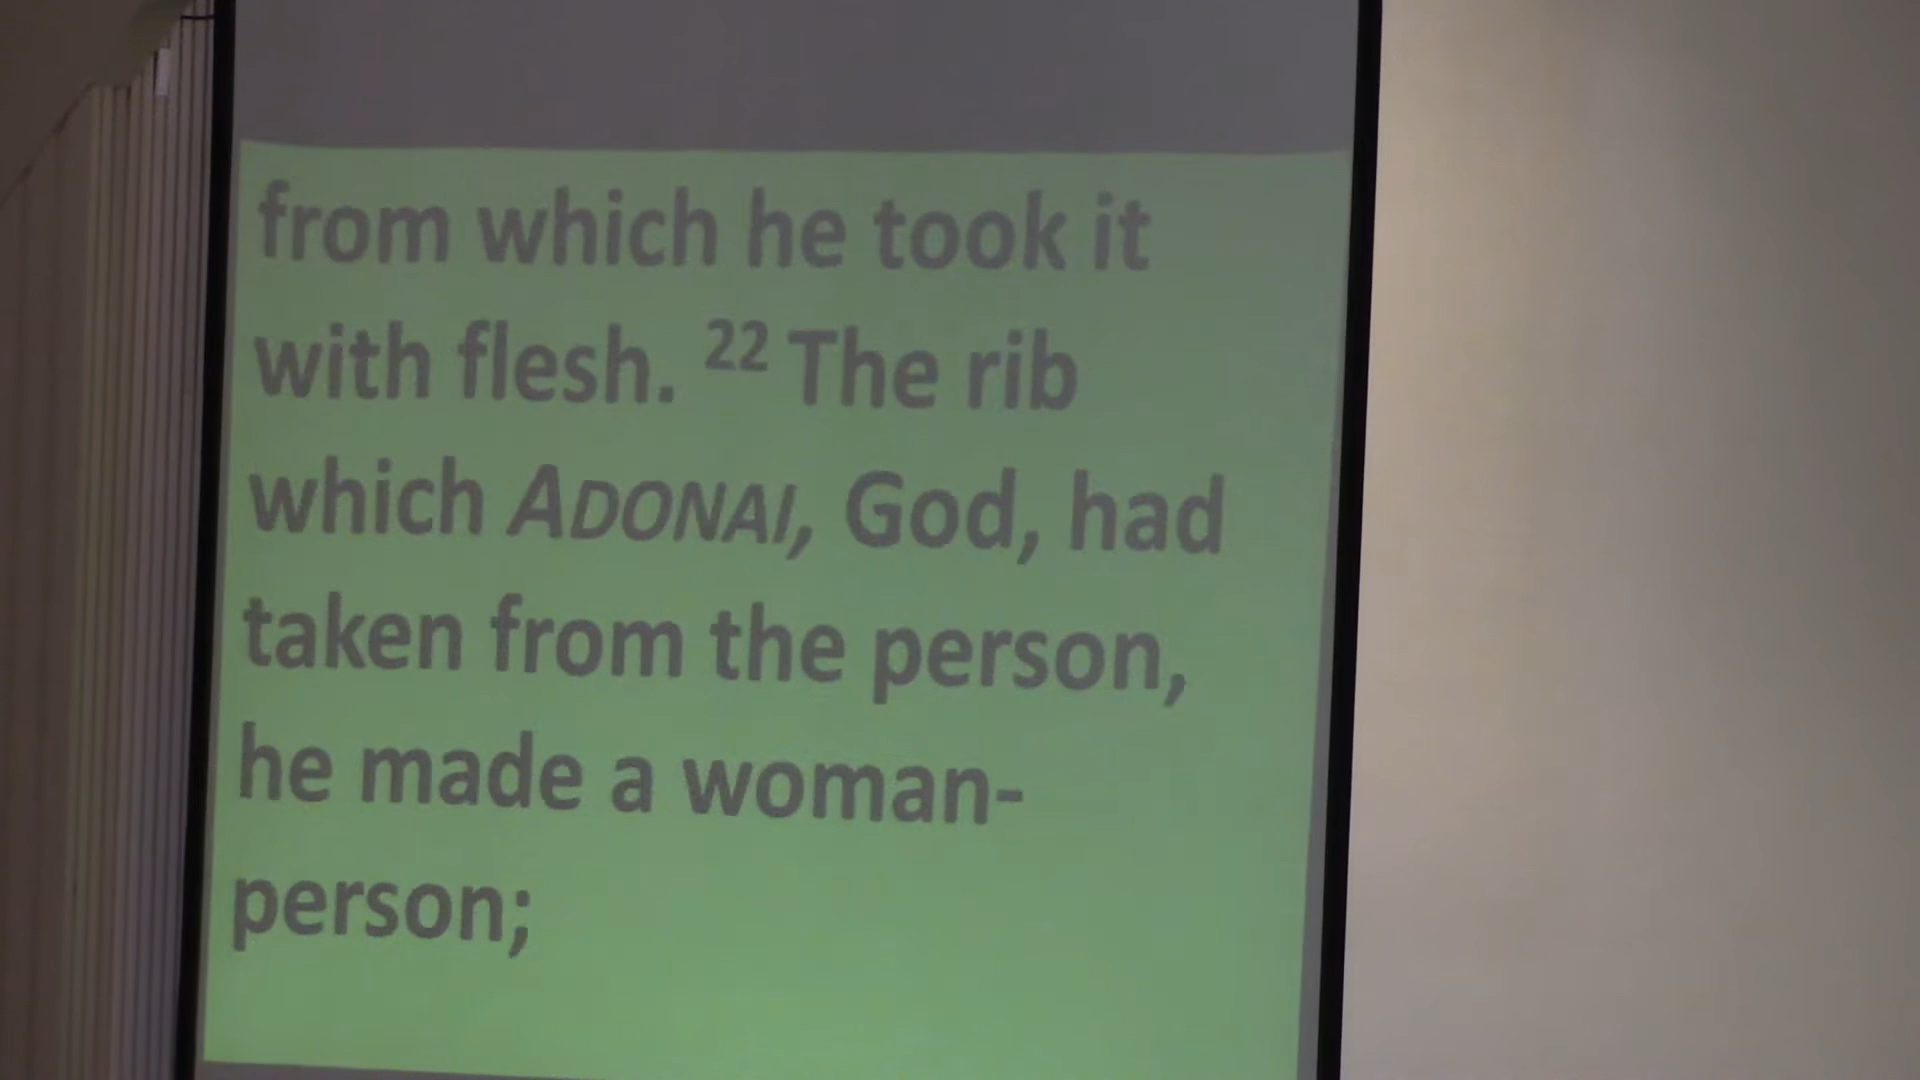 from which he took it
with flesh. 22 The rib
which ADONAI, God, had
taken from the person,
he made a woman-
person;